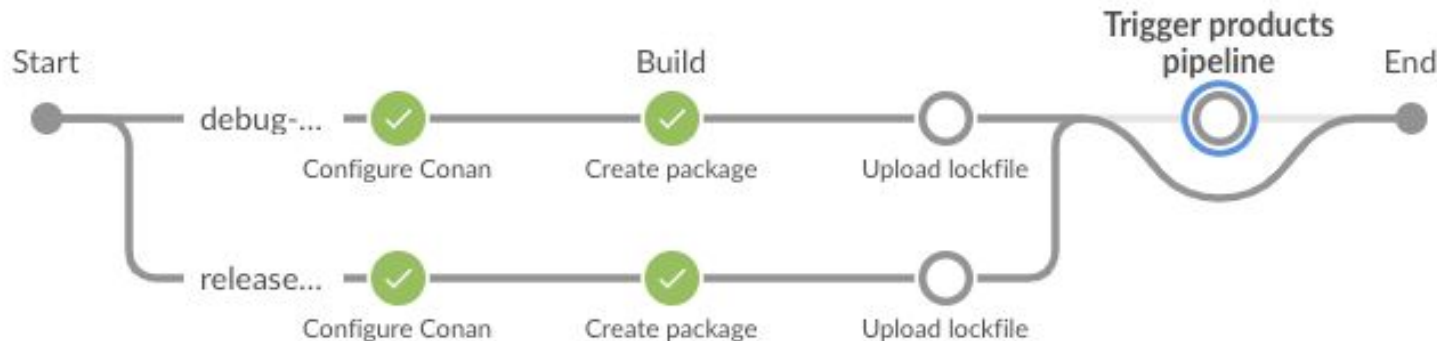 Trigger products
pipeline
Start
Build
End
debug-...
Configure Conan
Create package
Upload lockfile
release...
Configure Conan
Create package
Upload lockfile